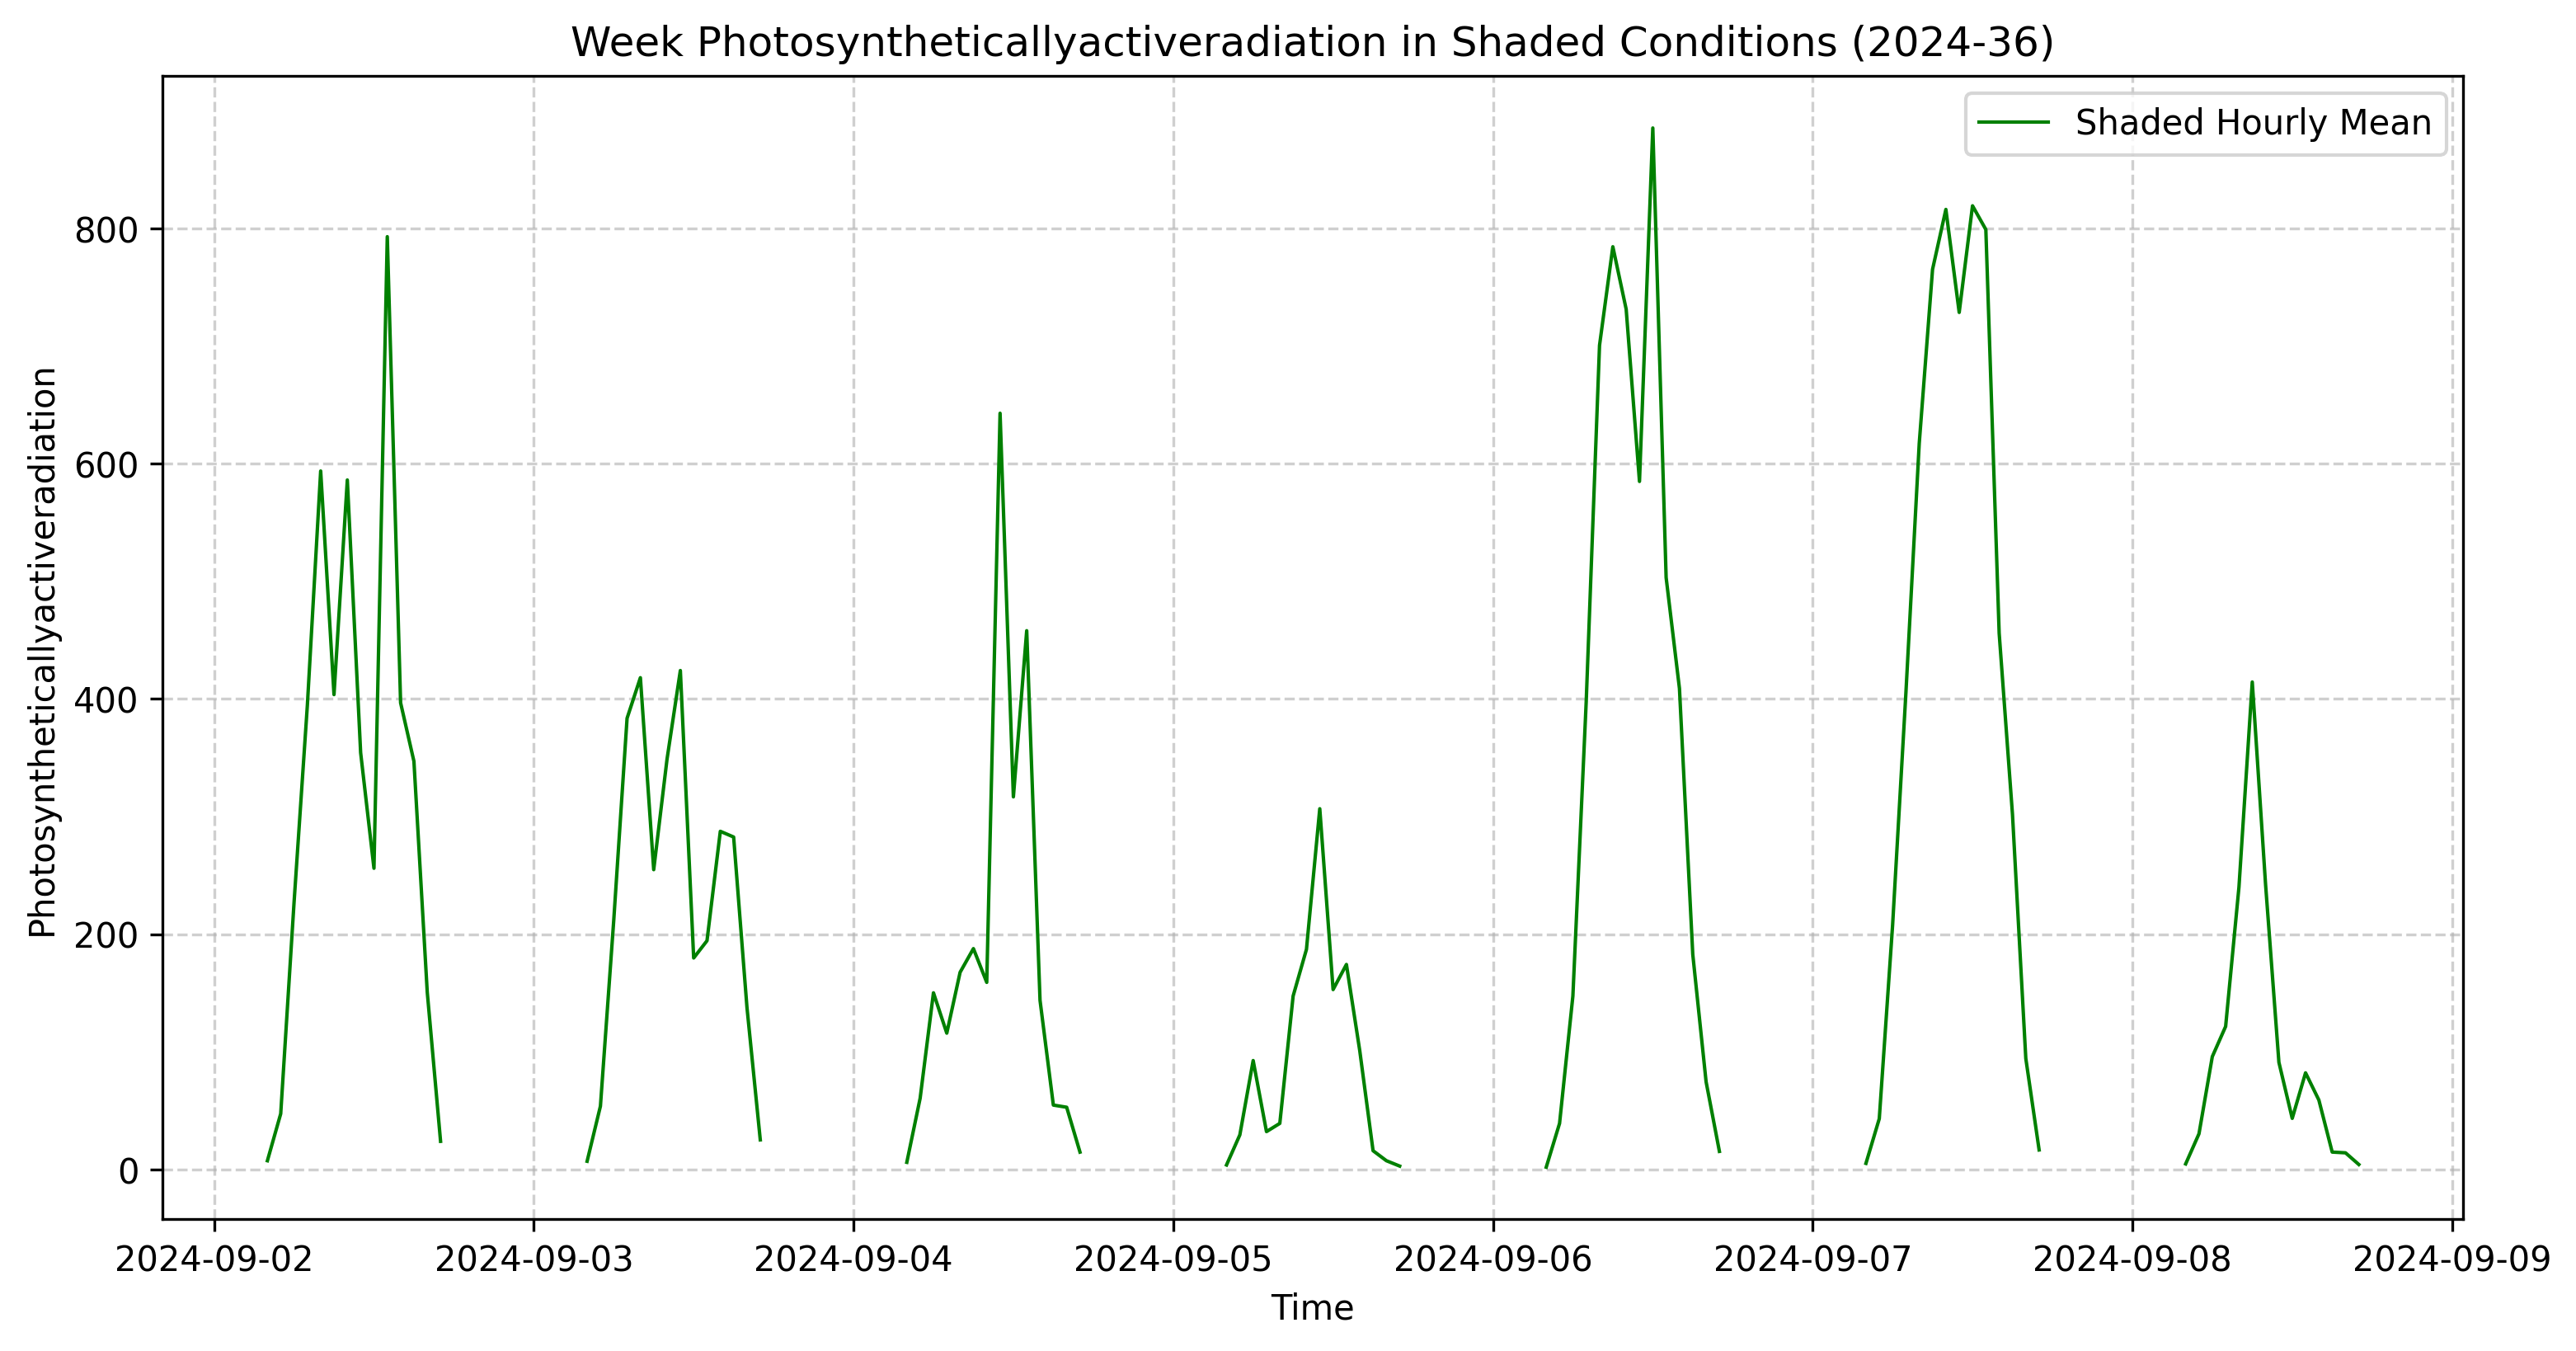 Week Photosyntheticallyactiveradiation in Shaded Conditions (2024-36)
Shaded Hourly Mean
Photosyntheticallyactiveradiation
800
600
400
200
0
2024-09-02 2024-09-03 2024-09-04 2024-09-05 2024-09-06 2024-09-07 2024-09-08 2024-09-09
Time